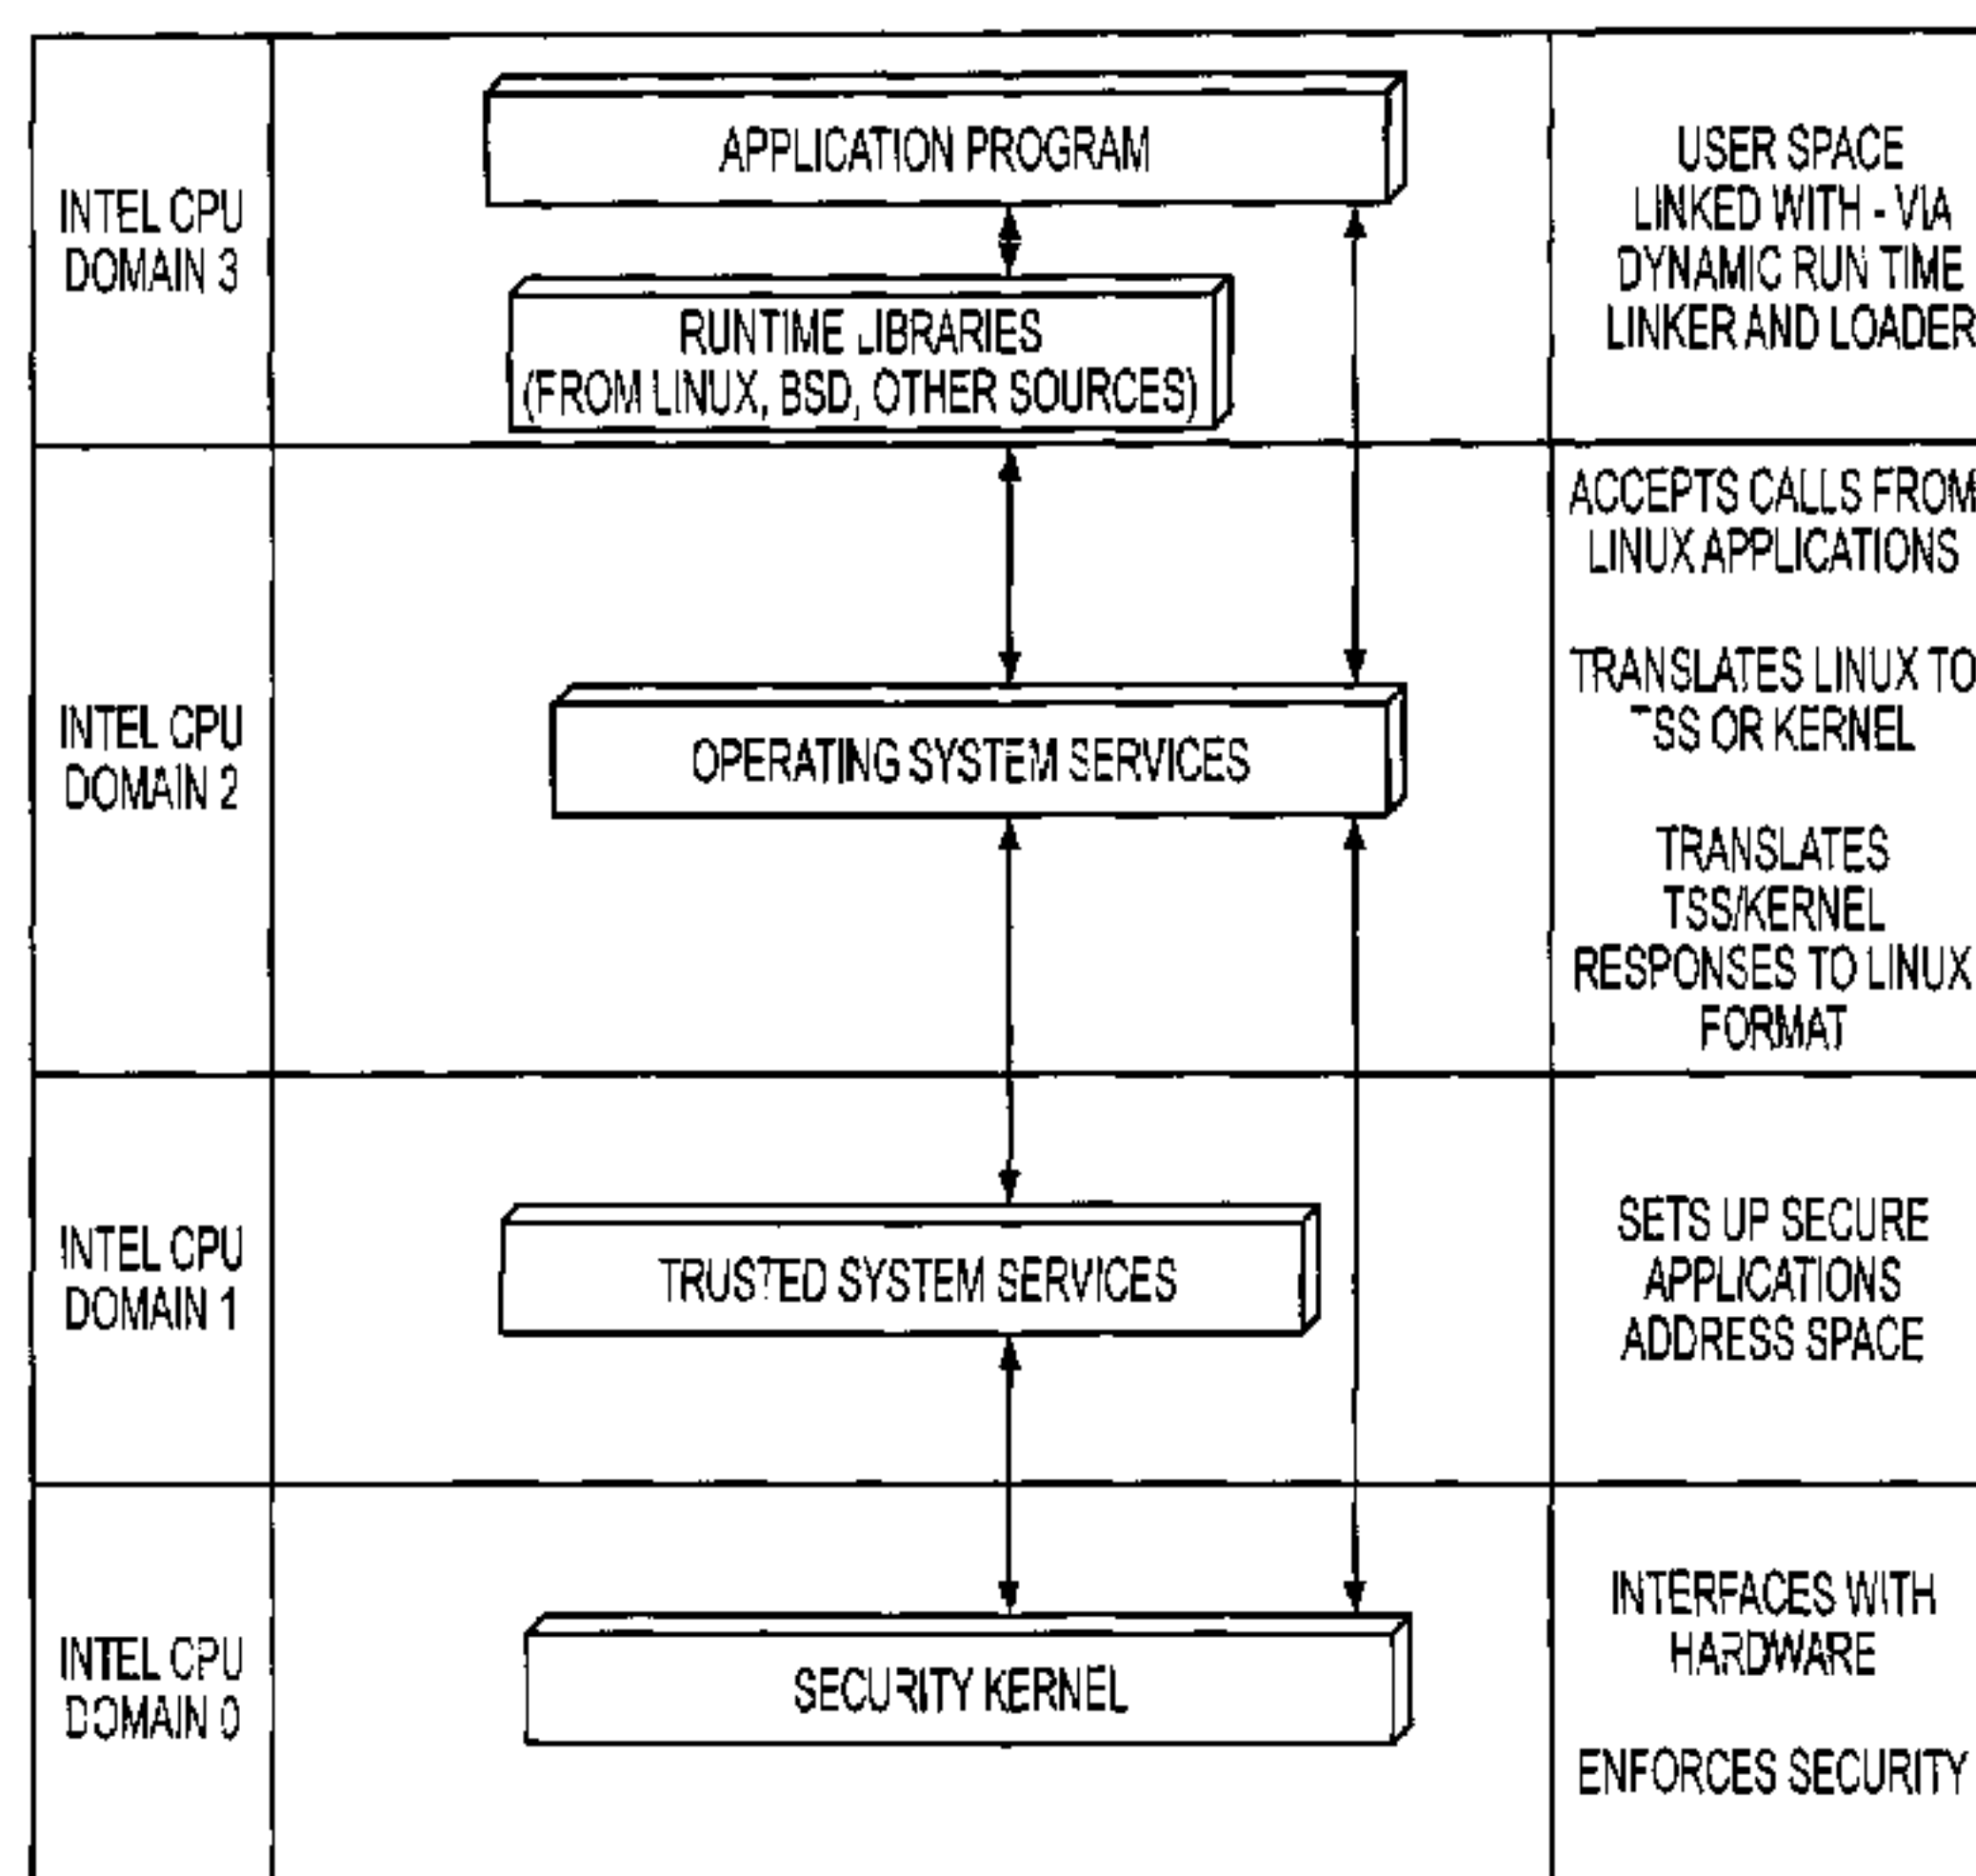 INTEL CPU
DOMAIN 3
APPLICATION PROGRAM
RUNTIME LIBRARIES
(FROM LINUX, BSD, OTHER SOURCES)
USER SPACE
LINKED WITH - VIA
DYNAMIC RUN TIME
LINKER AND LOADER
INTEL CPU
DOMAIN 2
OPERATING SYSTEM SERVICES
ACCEPTS CALLS FROM
LINUX APPLICATIONS
TRANSLATES LINUX TO
TSS OR KERNEL
TRANSLATES
TSS/KERNEL
RESPONSES TO LINUX
FORMAT
INTEL CPU
DOMAIN 1
TRUSTED SYSTEM SERVICES
SETS UP SECURE
APPLICATIONS
ADDRESS SPACE
INTEL CPU
DOMAIN 0
SECURITY KERNEL
INTERFACES WITH
HARDWARE
ENFORCES SECURITY